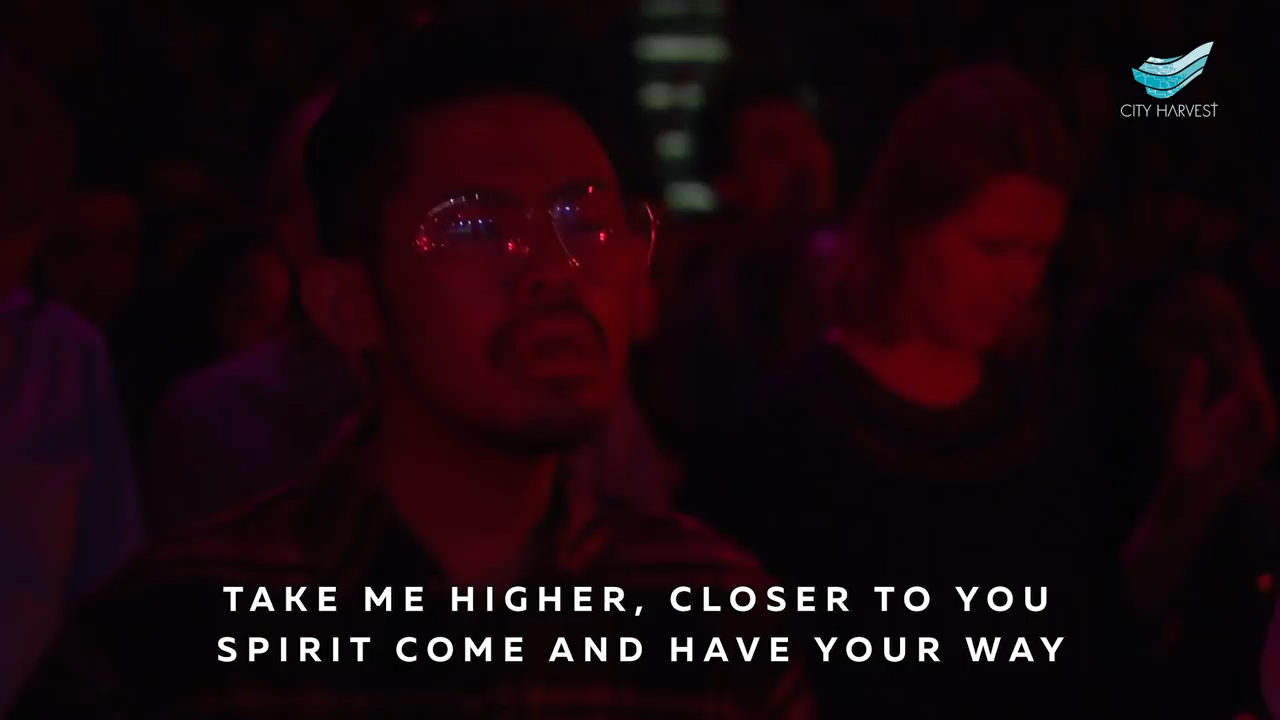 CITY HARVEST
TAKE ME HIGHER, CLOSER TO YOU
SPIRIT COME AND HAVE YOUR WAY